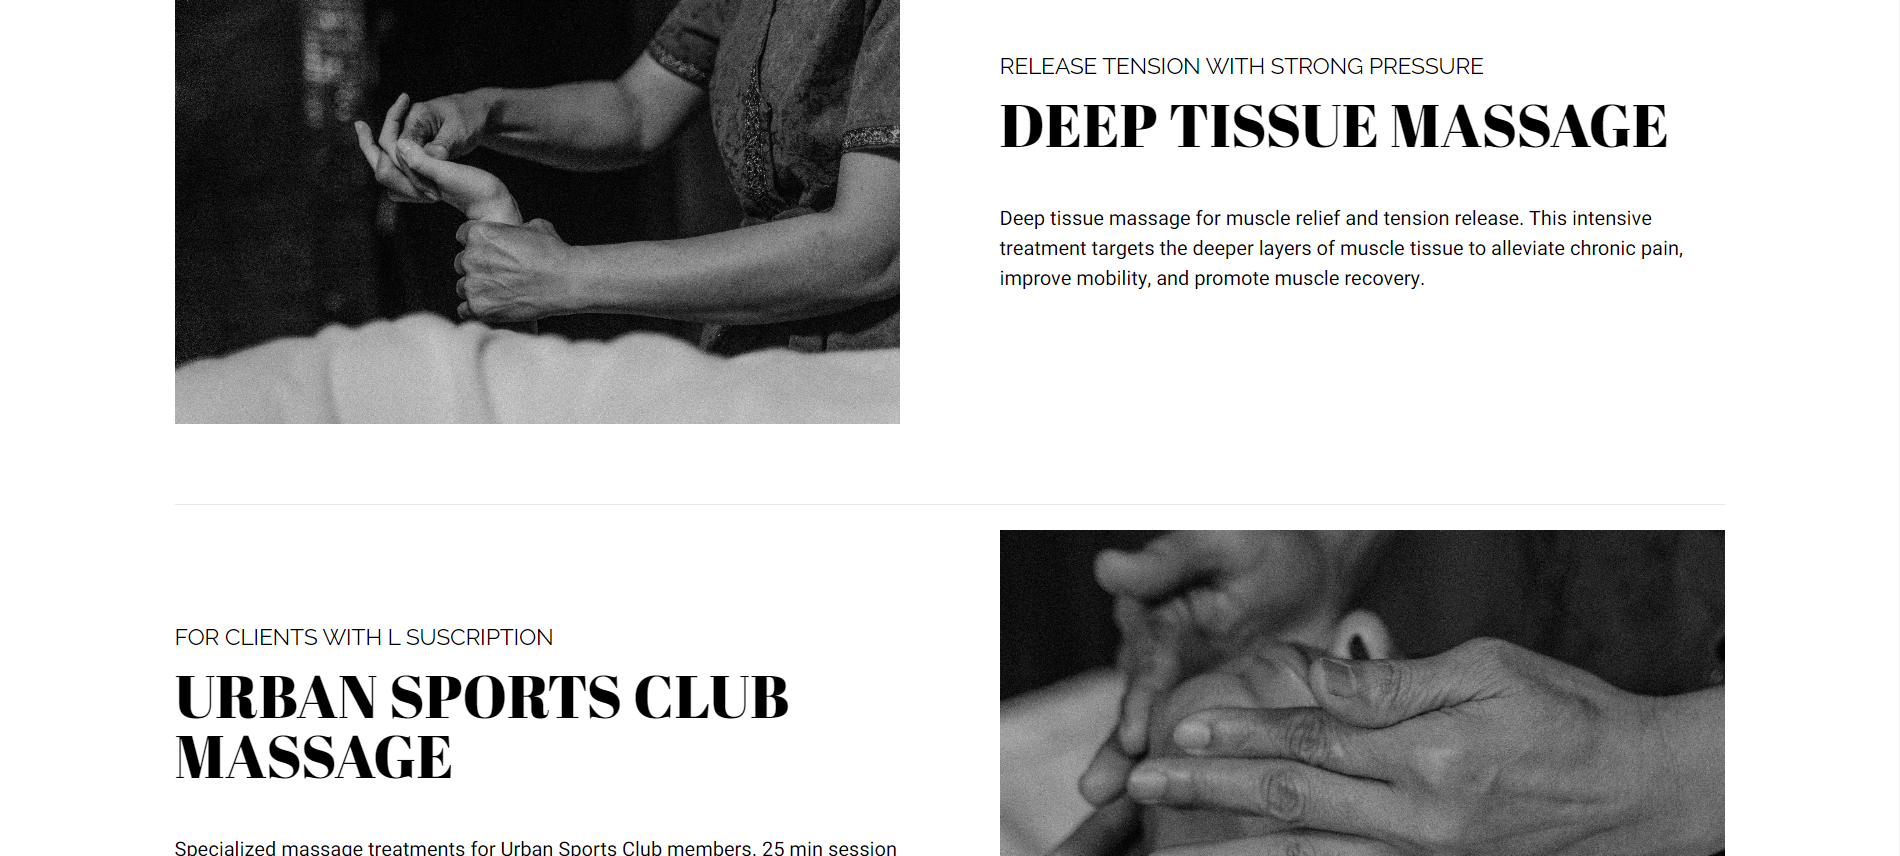 RELEASE TENSION WITH STRONG PRESSURE
DEEP TISSUE MASSAGE
Deep tissue massage for muscle relief and tension release. This intensive
treatment targets the deeper layers of muscle tissue to alleviate chronic pain,
improve mobility, and promote muscle recovery.
FOR CLIENTS WITH L SUSCRIPTION
URBAN SPORTS CLUB
MASSAGE
Specialized massage treatments for Urban Sports Club members. 25 min session